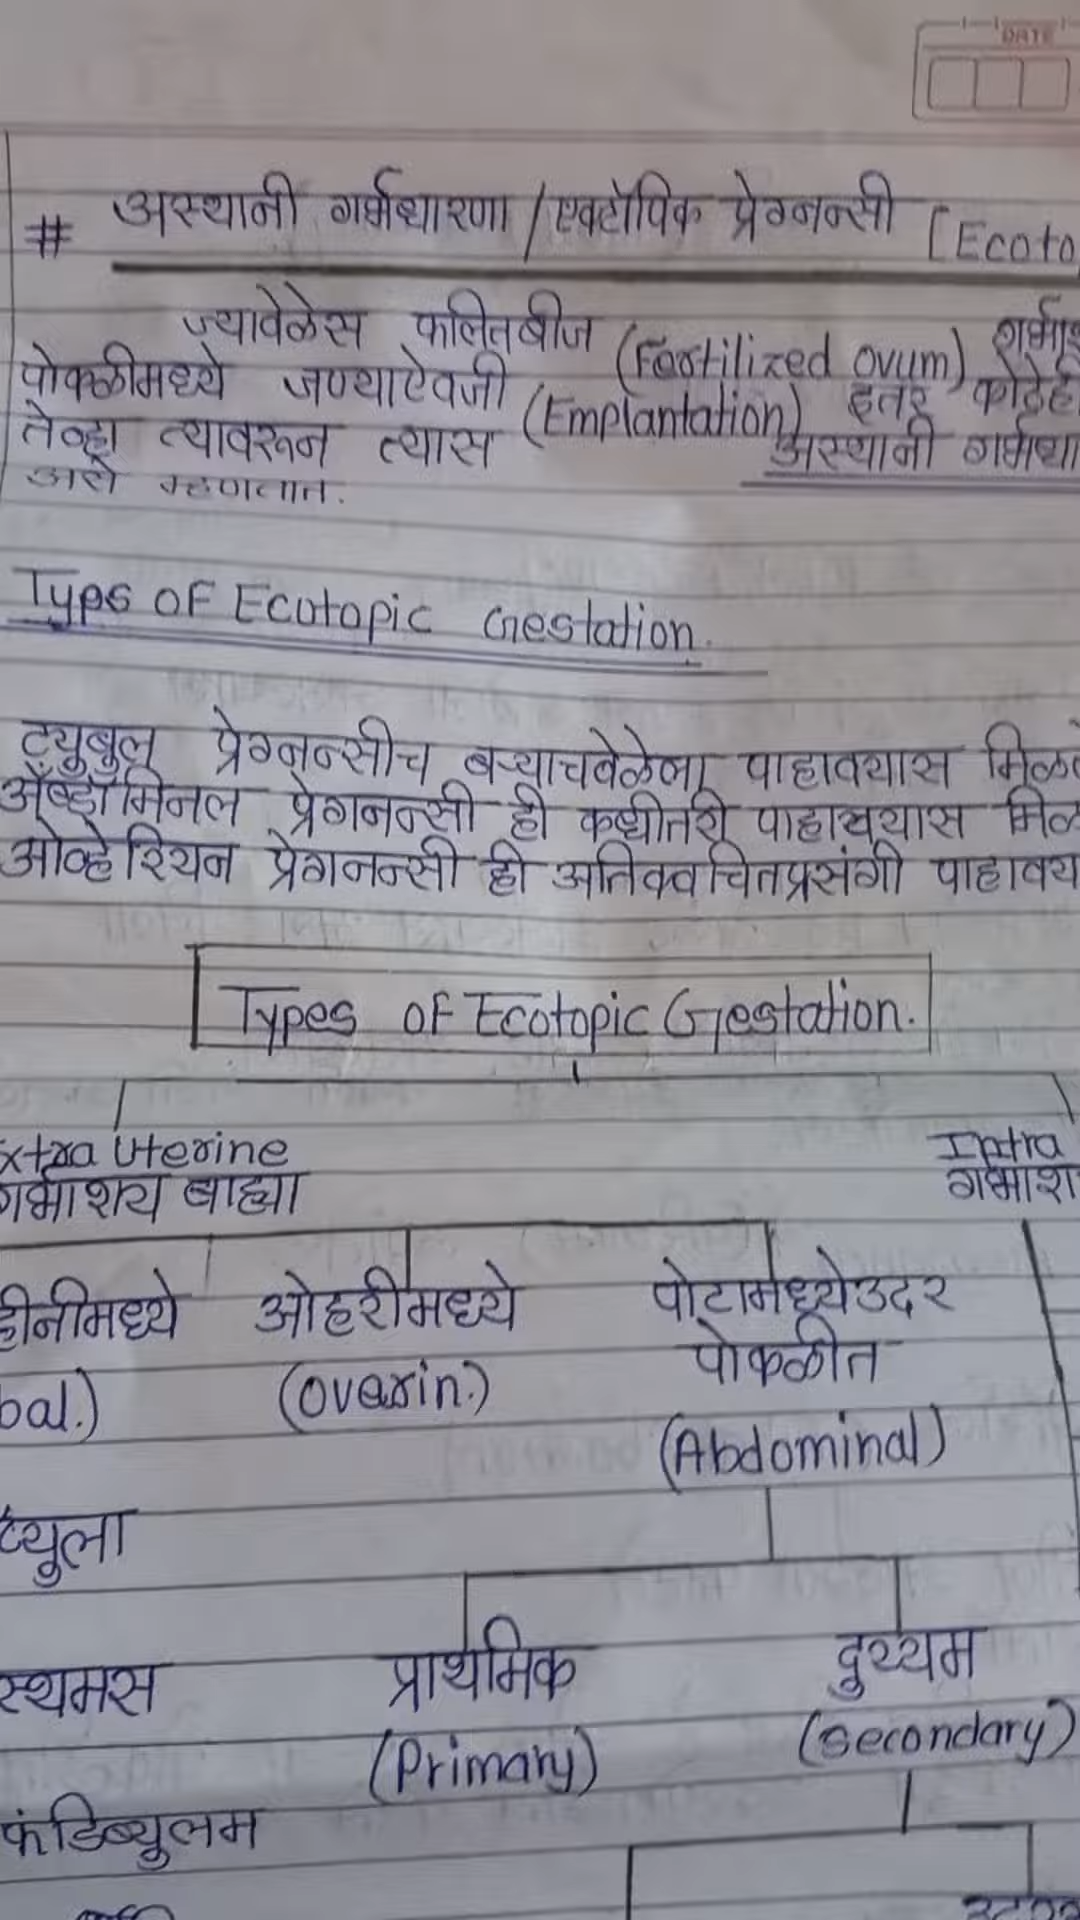 DATE
# अस्थानी गर्भधारणा / एक्टोपिक प्रेग्नन्सी [Ecoto
ज्यावेळेस फलितबीज (Fertilized ovum) गर्भाश
पोकळीमध्ये जण्याऐवजी (Emplantation) इतर कोठेही
तेव्हा त्यावरून त्यास अस्थानी गर्भधा
असे म्हणतात.
Types OF Ecotopic Gestation.
ट्युबुल प्रेग्नन्सीच बऱ्याचवेळेला पाहावयास मिळते
अ‍ॅब्डॉमिनल प्रेगनन्सी ही कधीतरी पाहावयास मिळ
ओव्हेरियन प्रेगनन्सी ही अतिक्वचितप्रसंगी पाहावय
Types OF Ecotopic Gestation.
xtra Uterine Intra
गर्भाशय बाह्या गर्भाश
हीनीमध्ये ओहरीमध्ये पोटामध्येउदर
पोकळीत
bal.) (Overin.)
(Abdominal)
प्युला
स्थमस प्राथमिक दुय्यम
(Primary) (secondary)
फंडिब्युलम